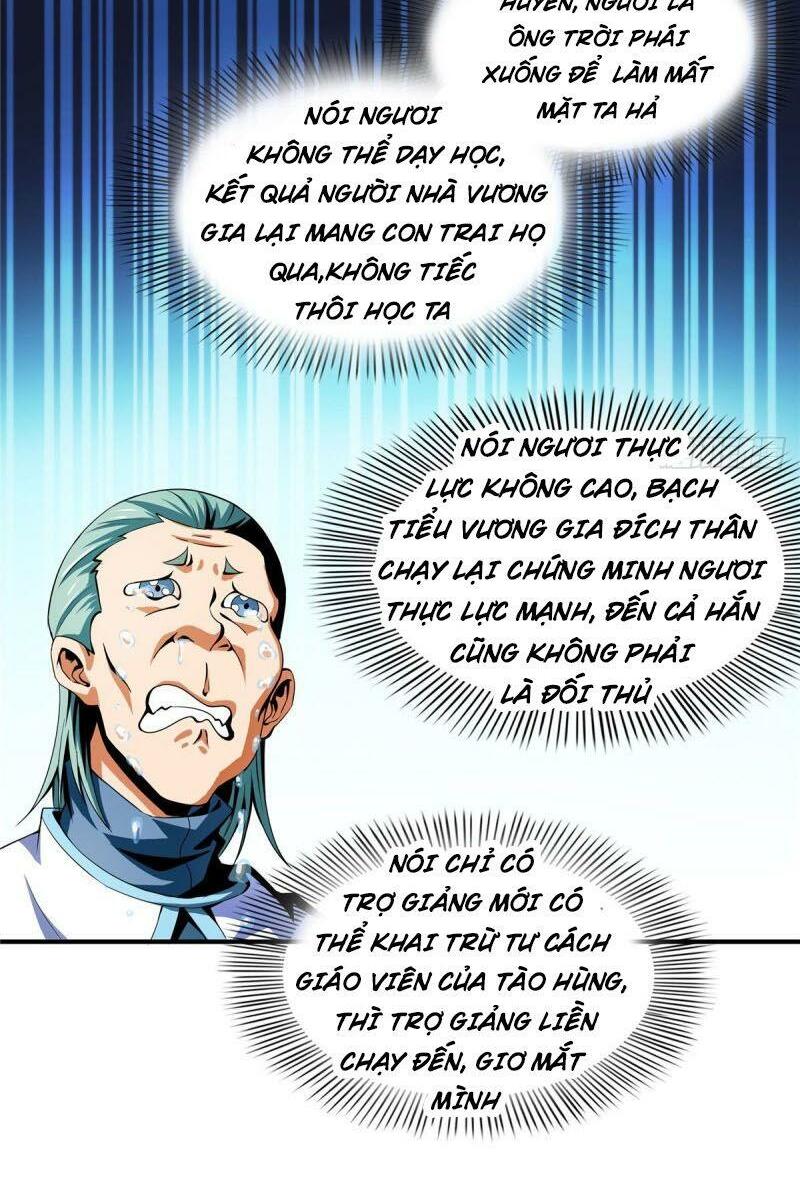 HUYỀN, NGƯƠI LÀ
ÔNG TRỜI PHÁI
XUỐNG ĐỂ LÀM MẤT
MẶT TA HẢ
NÓI NGƯƠI
KHÔNG THỂ DẠY HỌC,
KẾT QUẢ NGƯỜI NHÀ VƯƠNG
GIA LẠI MANG CON TRAI HỌ
QUA,KHÔNG TIẾC
THÔI HỌC TA
NÓI NGƯƠI THỰC
LỰC KHÔNG CAO, BẠCH
TIỂU VƯƠNG GIA ĐÍCH THÂN
CHẠY LẠI CHỨNG MINH NGƯƠI
THỰC LỰC MẠNH, ĐẾN CẢ HẮN
CŨNG KHÔNG PHẢI
LÀ ĐỐI THỦ
NÓI CHỈ CÓ
TRỢ GIẢNG MỚI CÓ
THỂ KHAI TRỪ TƯ CÁCH
GIÁO VIÊN CỦA TÀO HÙNG,
THÌ TRỢ GIẢNG LIỀN
CHẠY ĐẾN, GIƠ MẮT
MÌNH